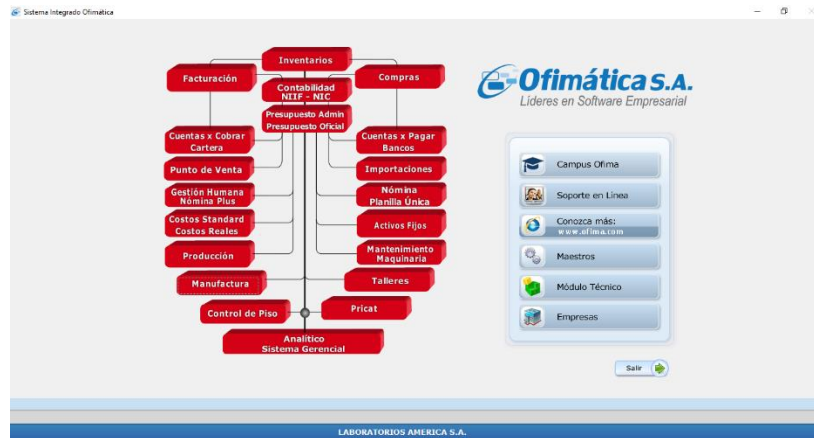 Sistema Integrado Ofimática
Inventarios
Facturación
Compras
Contabilidad
NIIF - NIC
Presupuesto Admin
Presupuesto Oficial
Cuentas x Cobrar
Cartera
Cuentas x Pagar
Bancos
Punto de Venta
Importaciones
Gestión Humana
Nómina Plus
Nómina
Planilla Única
Costos Standard
Costos Reales
Activos Fijos
Producción
Mantenimiento
Maquinaria
Manufactura
Talleres
Control de Piso
Pricat
Analítico
Sistema Gerencial
Ofimática S.A.
Líderes en Software Empresarial
Campus Ofima
Soporte en Línea
Conozca más:
www.ofima.com
Maestros
Módulo Técnico
Empresas
Salir
LABORATORIOS AMERICA S.A.